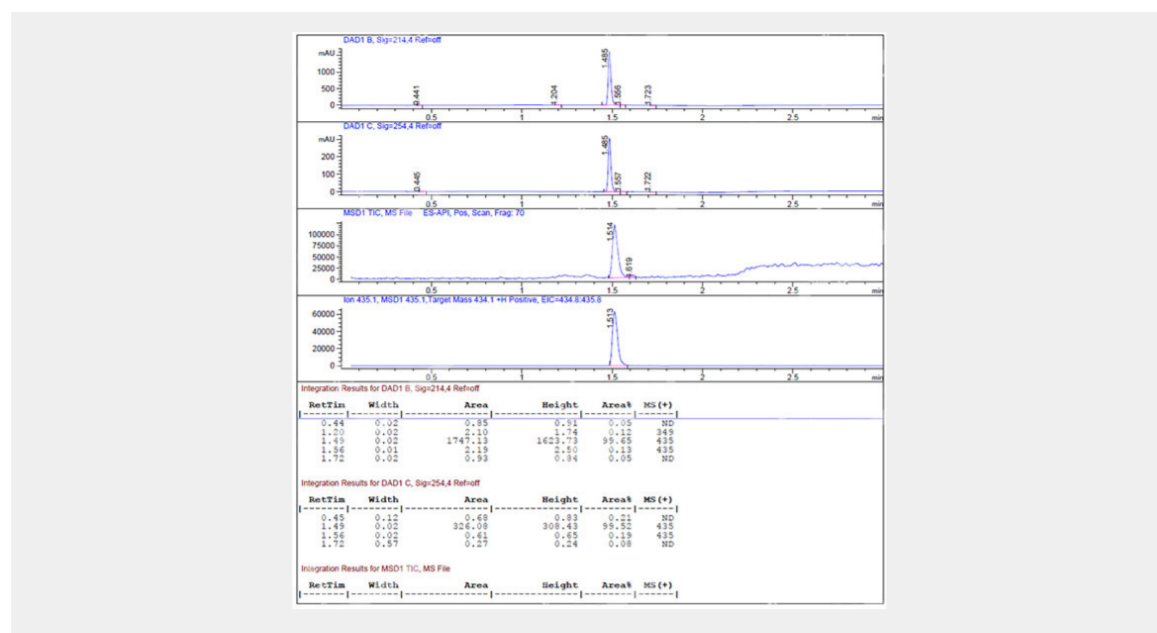 DAD1 B, Sig=214,4 Ref=off
mAU
1000
500
0
0.441
1.204
1.485
1.556
1.723
0.5 1 1.5 2 2.5 min
DAD1 C, Sig=254,4 Ref=off
mAU
200
100
0
0.445
1.485
1.557
1.722
0.5 1 1.5 2 2.5 min
MSD1 TIC, MS File ES-API, Pos, Scan, Frag: 70
100000
75000
50000
25000
0
1.514
1.619
0.5 1 1.5 2 2.5 min
Ion 435.1, MSD1 435.1,Target Mass 434.1 +H Positive, EIC=434.8:435.8
60000
40000
20000
0
1.513
0.5 1 1.5 2 2.5 min
Integration Results for DAD1 B, Sig=214,4 Ref=off
RetTim Width Area Height Area% MS(+)
0.44 0.02 0.85 0.91 0.05 ND
1.20 0.02 2.10 1.74 0.12 349
1.49 0.02 1747.13 1623.73 99.65 435
1.56 0.01 2.19 2.50 0.13 435
1.72 0.02 0.93 0.84 0.05 ND
Integration Results for DAD1 C, Sig=254,4 Ref=off
RetTim Width Area Height Area% MS(+)
0.45 0.12 0.68 0.83 0.21 ND
1.49 0.02 326.08 308.43 99.52 435
1.56 0.02 0.61 0.65 0.19 435
1.72 0.57 0.27 0.24 0.08 ND
Integration Results for MSD1 TIC, MS File
RetTim Width Area Height Area% MS(+)